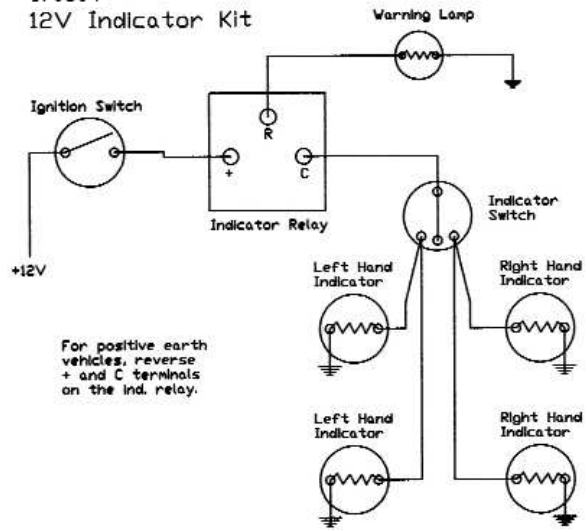 12V Indicator Kit
Warning Lamp
Ignition Switch
R
+
C
Indicator Relay
Indicator
Switch
+12V
Left Hand
Indicator
Right Hand
Indicator
For positive earth
vehicles, reverse
+ and C terminals
on the ind. relay.
Left Hand
Indicator
Right Hand
Indicator